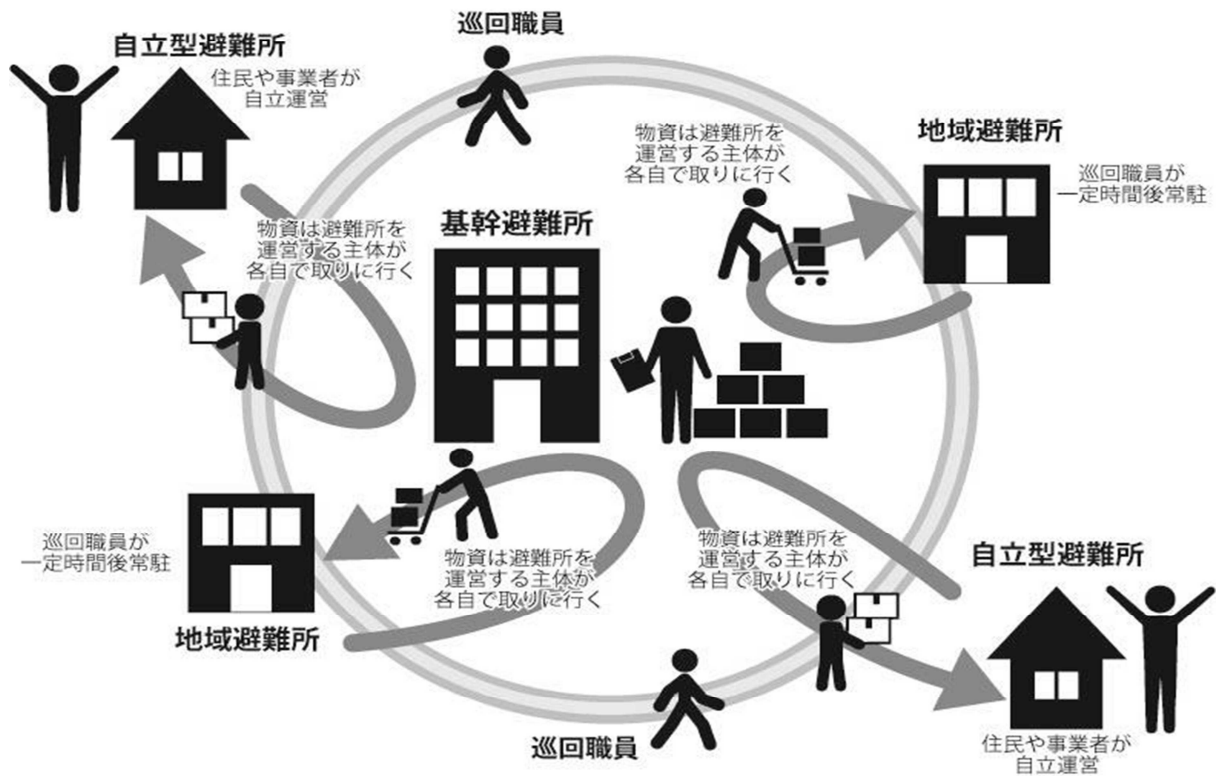 巡回職員
自立型避難所
住民や事業者が
自立運営
物資は避難所を
運営する主体が
各自で取りに行く
地域避難所
巡回職員が
一定時間後常駐
物資は避難所を
運営する主体が
各自で取りに行く
基幹避難所
巡回職員が
一定時間後常駐
地域避難所
物資は避難所を
運営する主体が
各自で取りに行く
物資は避難所を
運営する主体が
各自で取りに行く
自立型避難所
住民や事業者が
自立運営
巡回職員